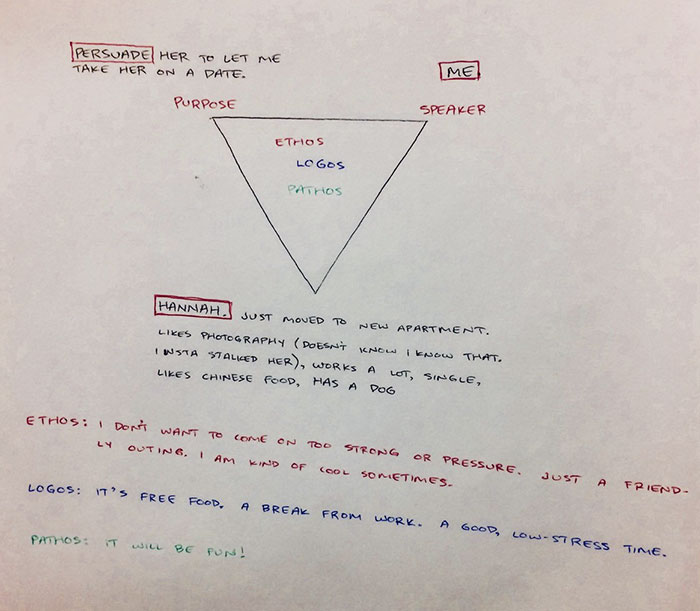 PERSUADE HER TO LET ME
TAKE HER ON A DATE.
ME
PURPOSE
SPEAKER
ETHOS
LOGOS
PATHOS
HANNAH. JUST MOVED TO NEW APARTMENT.
LIKES PHOTOGRAPHY (DOESN'T KNOW I KNOW THAT.
I INSTA STALKED HER), WORKS A LOT, SINGLE,
LIKES CHINESE FOOD, HAS A DOG
ETHOS: I DON'T WANT TO COME ON TOO STRONG OR PRESSURE. JUST A FRIEND-
LY OUTING. I AM KIND OF COOL SOMETIMES.
LOGOS: IT'S FREE FOOD. A BREAK FROM WORK. A GOOD, LOW-STRESS TIME.
PATHOS: IT WILL BE FUN!